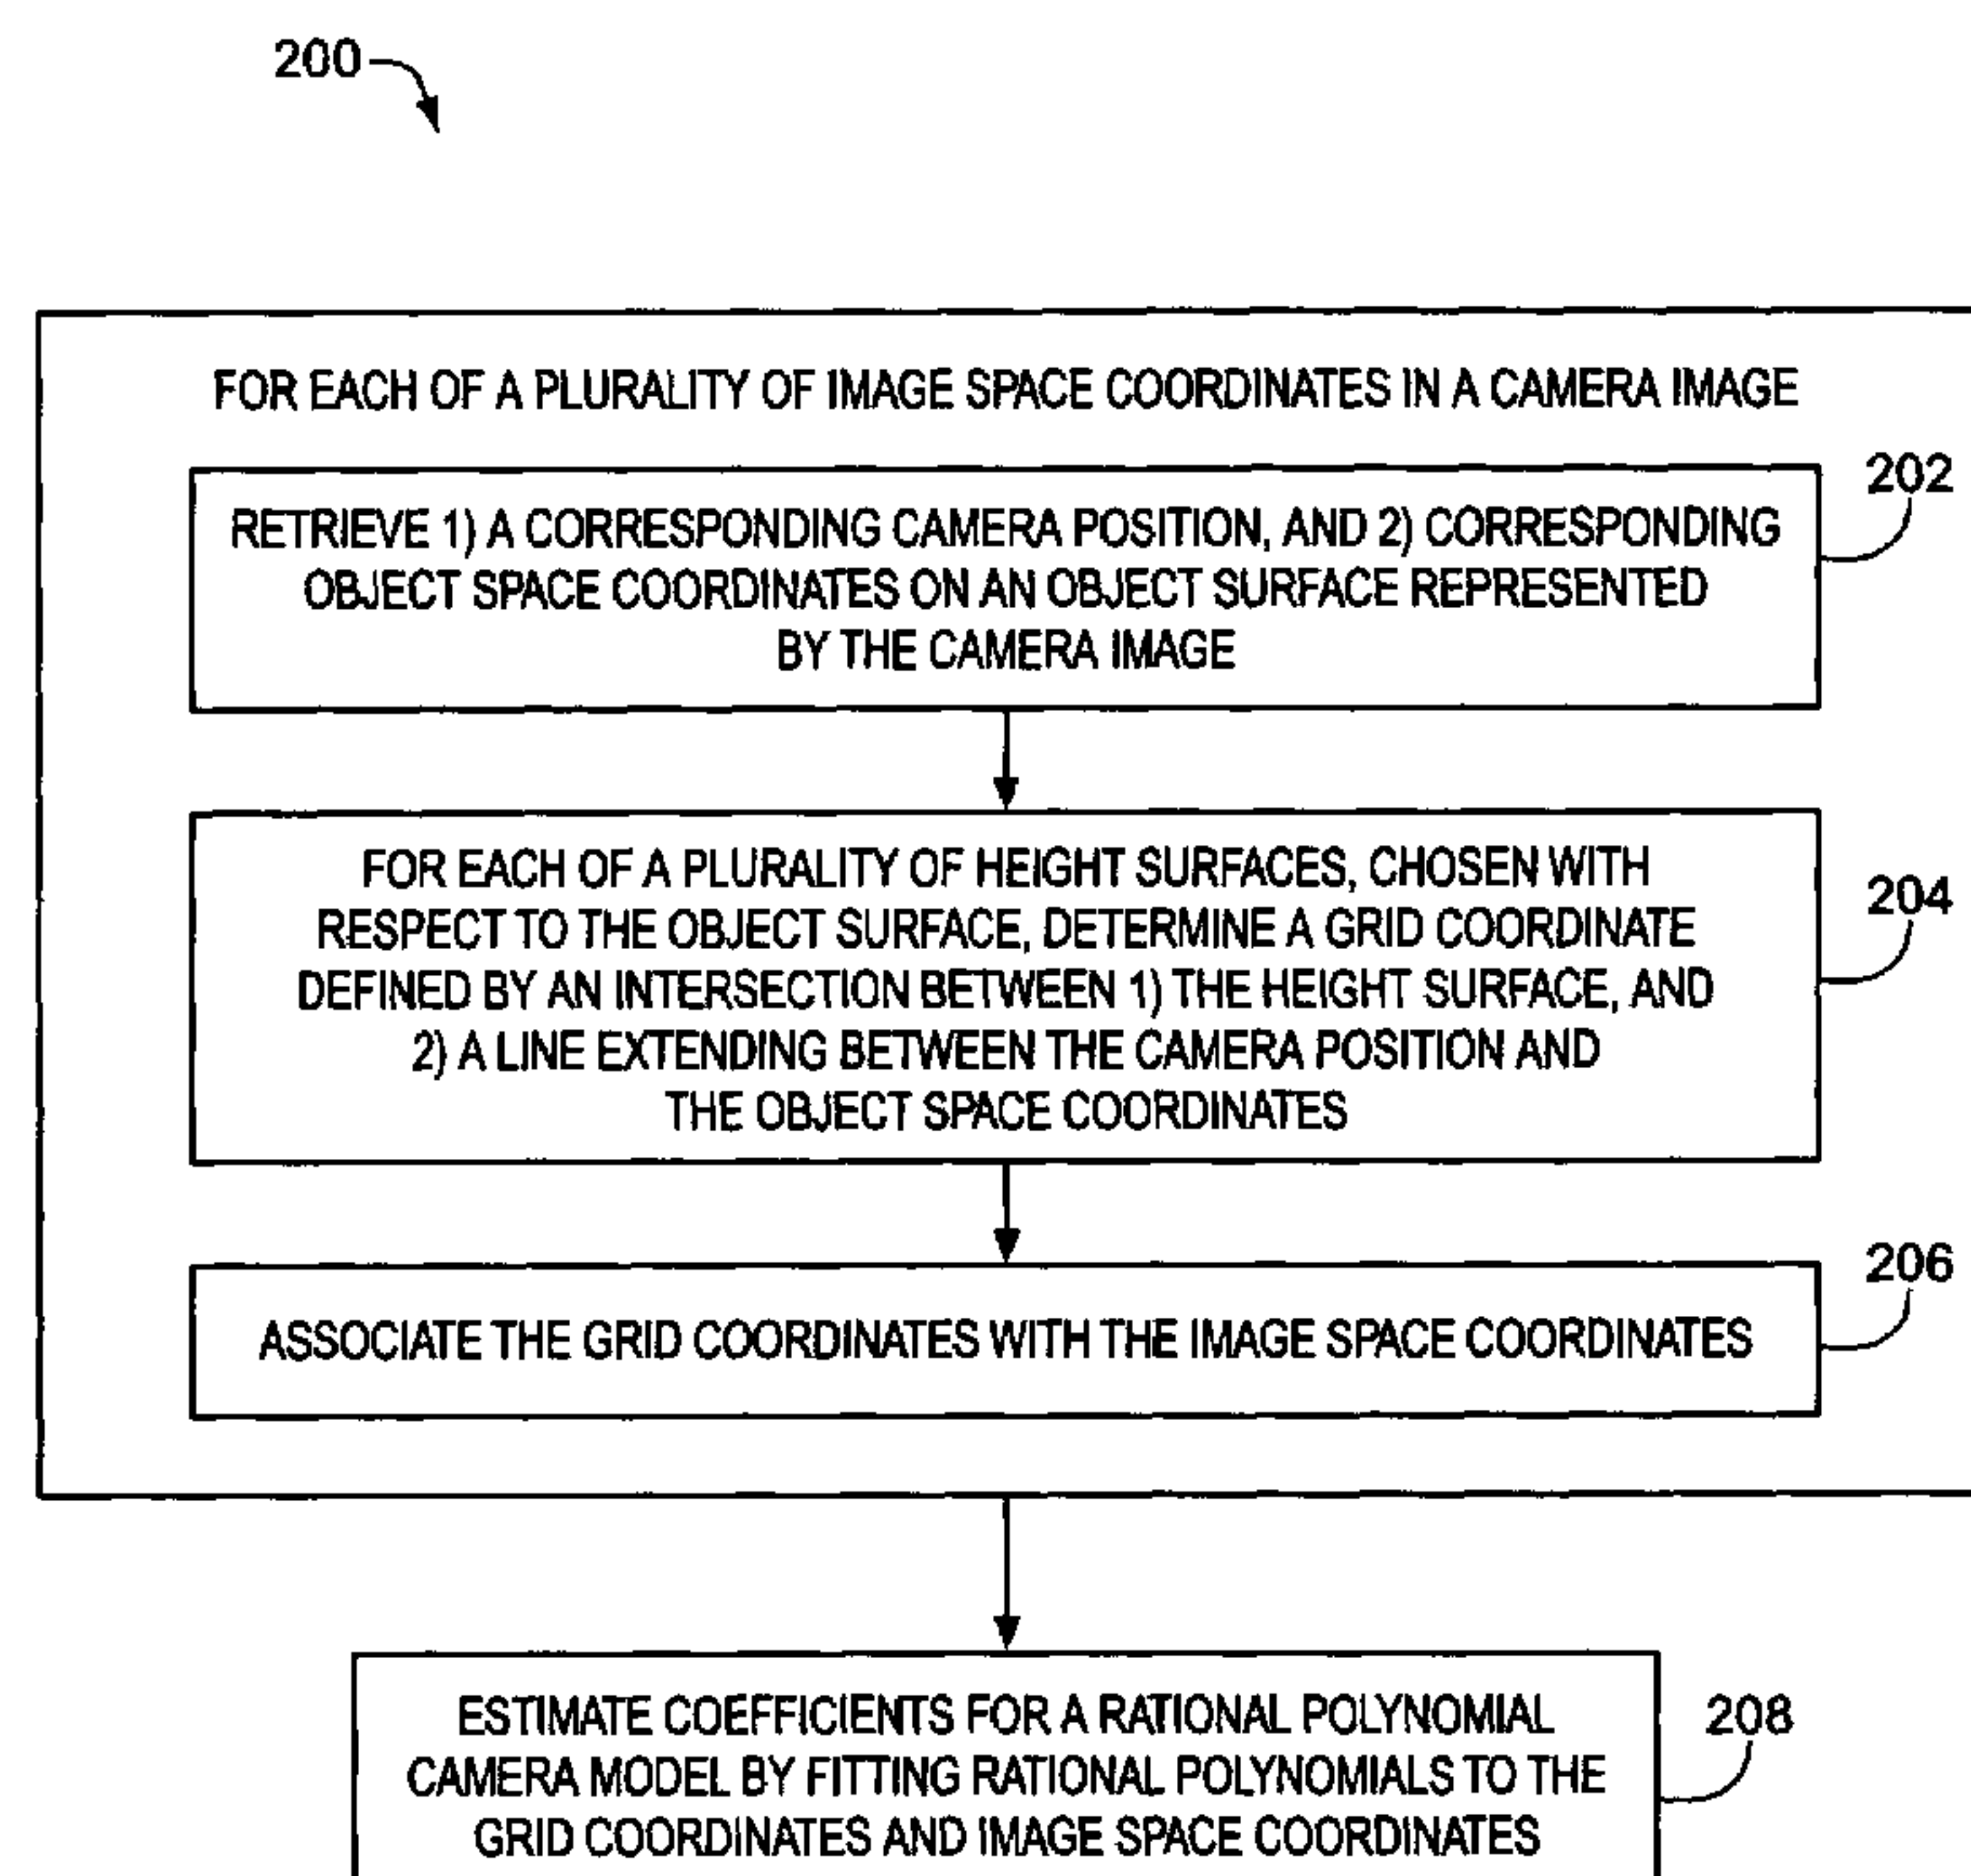 200
FOR EACH OF A PLURALITY OF IMAGE SPACE COORDINATES IN A CAMERA IMAGE
202
RETRIEVE 1) A CORRESPONDING CAMERA POSITION, AND 2) CORRESPONDING
OBJECT SPACE COORDINATES ON AN OBJECT SURFACE REPRESENTED
BY THE CAMERA IMAGE
204
FOR EACH OF A PLURALITY OF HEIGHT SURFACES, CHOSEN WITH
RESPECT TO THE OBJECT SURFACE, DETERMINE A GRID COORDINATE
DEFINED BY AN INTERSECTION BETWEEN 1) THE HEIGHT SURFACE, AND
2) A LINE EXTENDING BETWEEN THE CAMERA POSITION AND
THE OBJECT SPACE COORDINATES
206
ASSOCIATE THE GRID COORDINATES WITH THE IMAGE SPACE COORDINATES
208
ESTIMATE COEFFICIENTS FOR A RATIONAL POLYNOMIAL
CAMERA MODEL BY FITTING RATIONAL POLYNOMIALS TO THE
GRID COORDINATES AND IMAGE SPACE COORDINATES